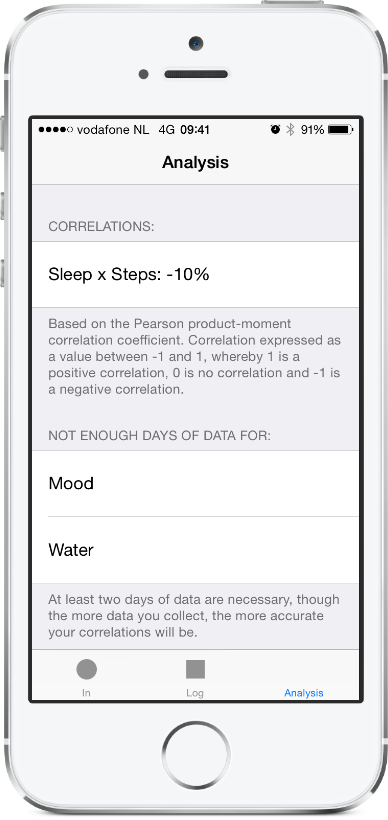 vodafone NL 4G 09:41 91%
Analysis
CORRELATIONS:
Sleep x Steps: -10%
Based on the Pearson product-moment
correlation coefficient. Correlation expressed as
a value between -1 and 1, whereby 1 is a
positive correlation, 0 is no correlation and -1 is
a negative correlation.
NOT ENOUGH DAYS OF DATA FOR:
Mood
Water
At least two days of data are necessary, though
the more data you collect, the more accurate
your correlations will be.
In Log Analysis